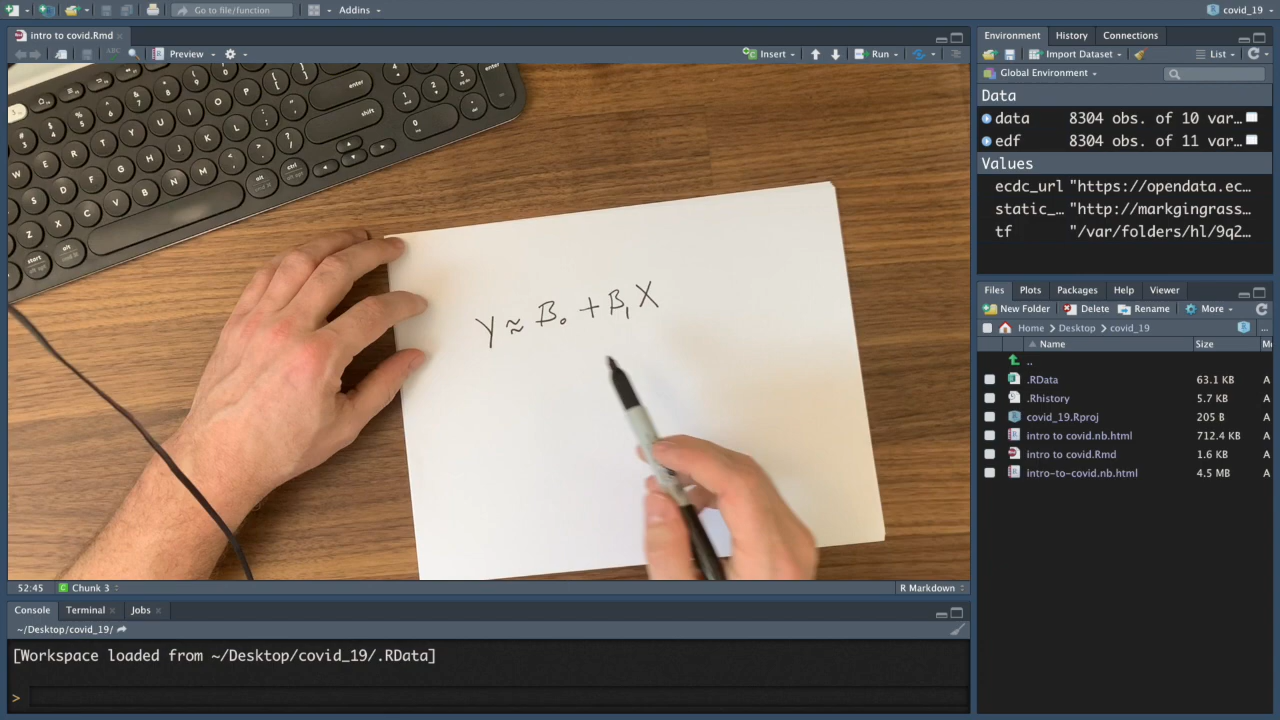 Go to file/function
Addins
covid_19
intro to covid.Rmd
ABC
Preview
Insert
Run
Y ≈ β₀ + β₁X
52:45
Chunk 3
R Markdown
Console
Terminal
Jobs
~/Desktop/covid_19/
[Workspace loaded from ~/Desktop/covid_19/.RData]
>
Environment
History
Connections
Import Dataset
List
Global Environment
Data
data 8304 obs. of 10 var…
edf 8304 obs. of 11 var…
Values
ecdc_url "https://opendata.ec…
static_… "http://markgingrass…
tf "/var/folders/hl/9q2…
Files
Plots
Packages
Help
Viewer
New Folder
Delete
Rename
More
Home
Desktop
covid_19
...
Name Size M
..
.RData 63.1 KB A
.Rhistory 5.7 KB A
covid_19.Rproj 205 B A
intro to covid.nb.html 712.4 KB A
intro to covid.Rmd 1.6 KB A
intro-to-covid.nb.html 4.5 MB A